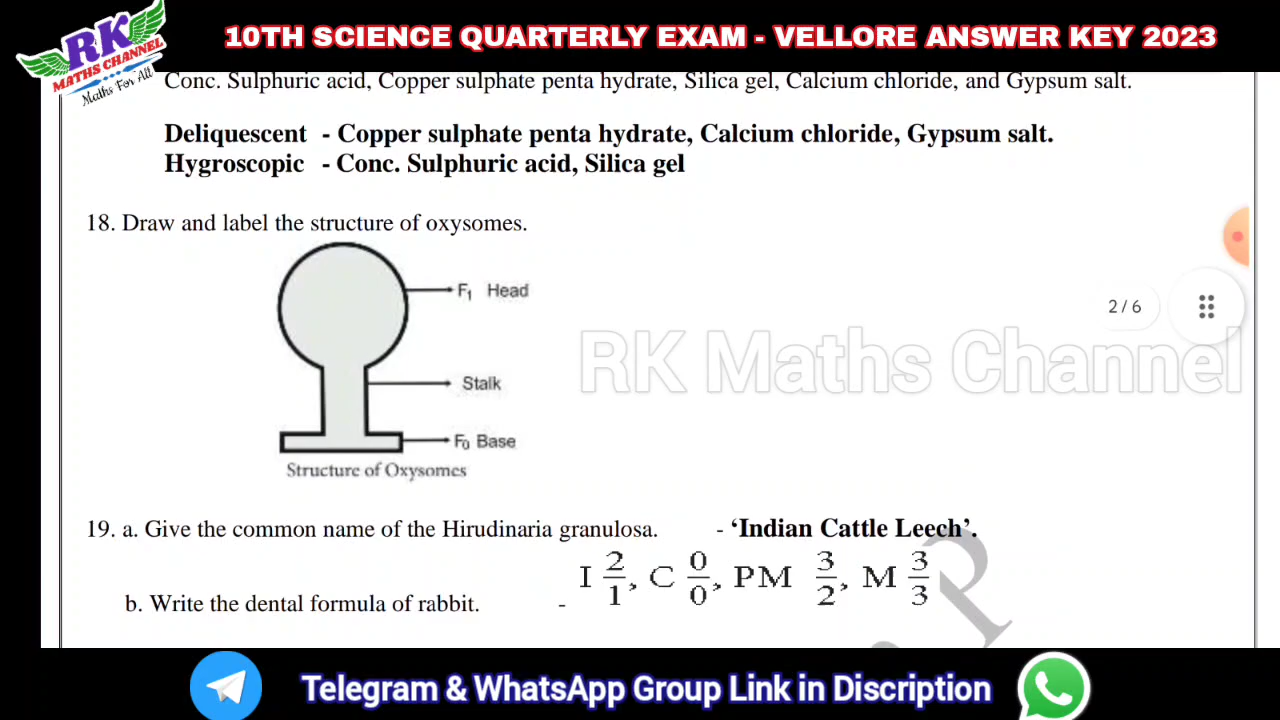 RK
MATHS CHANNEL
Maths For All
10TH SCIENCE QUARTERLY EXAM - VELLORE ANSWER KEY 2023
Conc. Sulphuric acid, Copper sulphate penta hydrate, Silica gel, Calcium chloride, and Gypsum salt.
Deliquescent - Copper sulphate penta hydrate, Calcium chloride, Gypsum salt.
Hygroscopic - Conc. Sulphuric acid, Silica gel
18. Draw and label the structure of oxysomes.
F₁ Head
2 / 6
RK Maths Channel
Stalk
F₀ Base
Structure of Oxysomes
19. a. Give the common name of the Hirudinaria granulosa. - ‘Indian Cattle Leech’.
b. Write the dental formula of rabbit. - I 2/1, C 0/0, PM 3/2, M 3/3
R
Telegram & WhatsApp Group Link in Discription